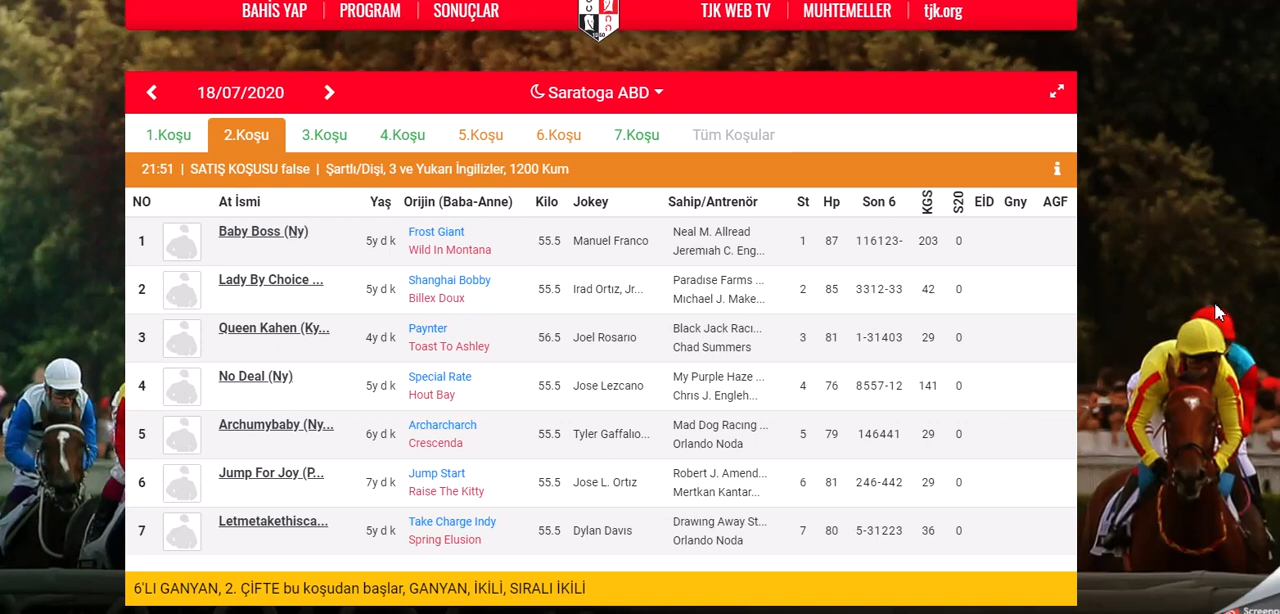 BAHİS YAP | PROGRAM | SONUÇLAR TJK WEB TV | MUHTEMELLER | tjk.org
18/07/2020 Saratoga ABD
1.Koşu 2.Koşu 3.Koşu 4.Koşu 5.Koşu 6.Koşu 7.Koşu Tüm Koşular
21:51 | SATIŞ KOŞUSU false | Şartlı/Dişi, 3 ve Yukarı İngilizler, 1200 Kum
NO At İsmi Yaş Orijin (Baba-Anne) Kilo Jokey Sahip/Antrenör St Hp Son 6 KGS S20 EİD Gny AGF
1 Baby Boss (Ny) 5y d k Frost Giant 55.5 Manuel Franco Neal M. Allread 1 87 116123- 203 0
Wild In Montana Jeremıah C. Eng...
2 Lady By Choice ... 5y d k Shanghai Bobby 55.5 Irad Ortız, Jr... Paradıse Farms ... 2 85 3312-33 42 0
Billex Doux Mıchael J. Make...
3 Queen Kahen (Ky... 4y d k Paynter 56.5 Joel Rosarıo Black Jack Racı... 3 81 1-31403 29 0
Toast To Ashley Chad Summers
4 No Deal (Ny) 5y d k Special Rate 55.5 Jose Lezcano My Purple Haze ... 4 76 8557-12 141 0
Hout Bay Chrıs J. Engleh...
5 Archumybaby (Ny... 6y d k Archarcharch 55.5 Tyler Gaffalıo... Mad Dog Racıng ... 5 79 146441 29 0
Crescenda Orlando Noda
6 Jump For Joy (P... 7y d k Jump Start 55.5 Jose L. Ortız Robert J. Amend... 6 81 246-442 29 0
Raise The Kitty Mertkan Kantar...
7 Letmetakethisca... 5y d k Take Charge Indy 55.5 Dylan Davıs Drawıng Away St... 7 80 5-31223 36 0
Spring Elusion Orlando Noda
6'LI GANYAN, 2. ÇİFTE bu koşudan başlar, GANYAN, İKİLİ, SIRALI İKİLİ